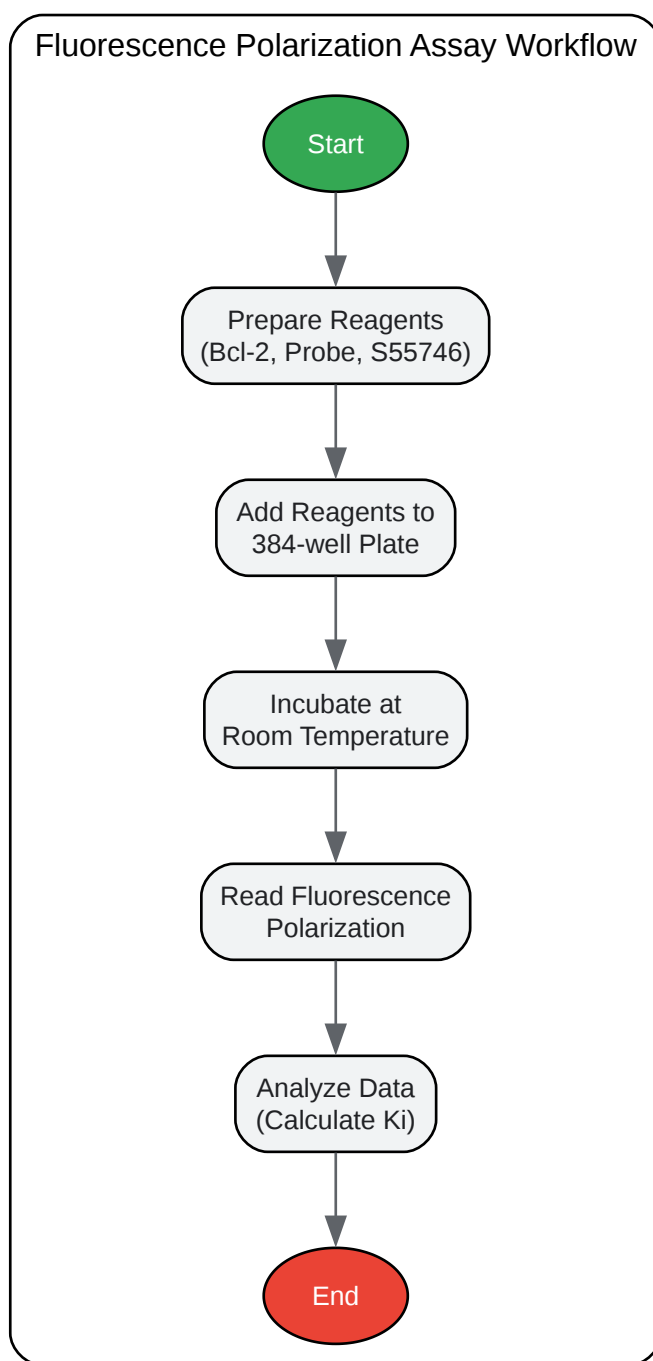 Fluorescence Polarization Assay Workflow
Start
Prepare Reagents
(Bcl-2, Probe, S55746)
Add Reagents to
384-well Plate
Incubate at
Room Temperature
Read Fluorescence
Polarization
Analyze Data
(Calculate Ki)
End